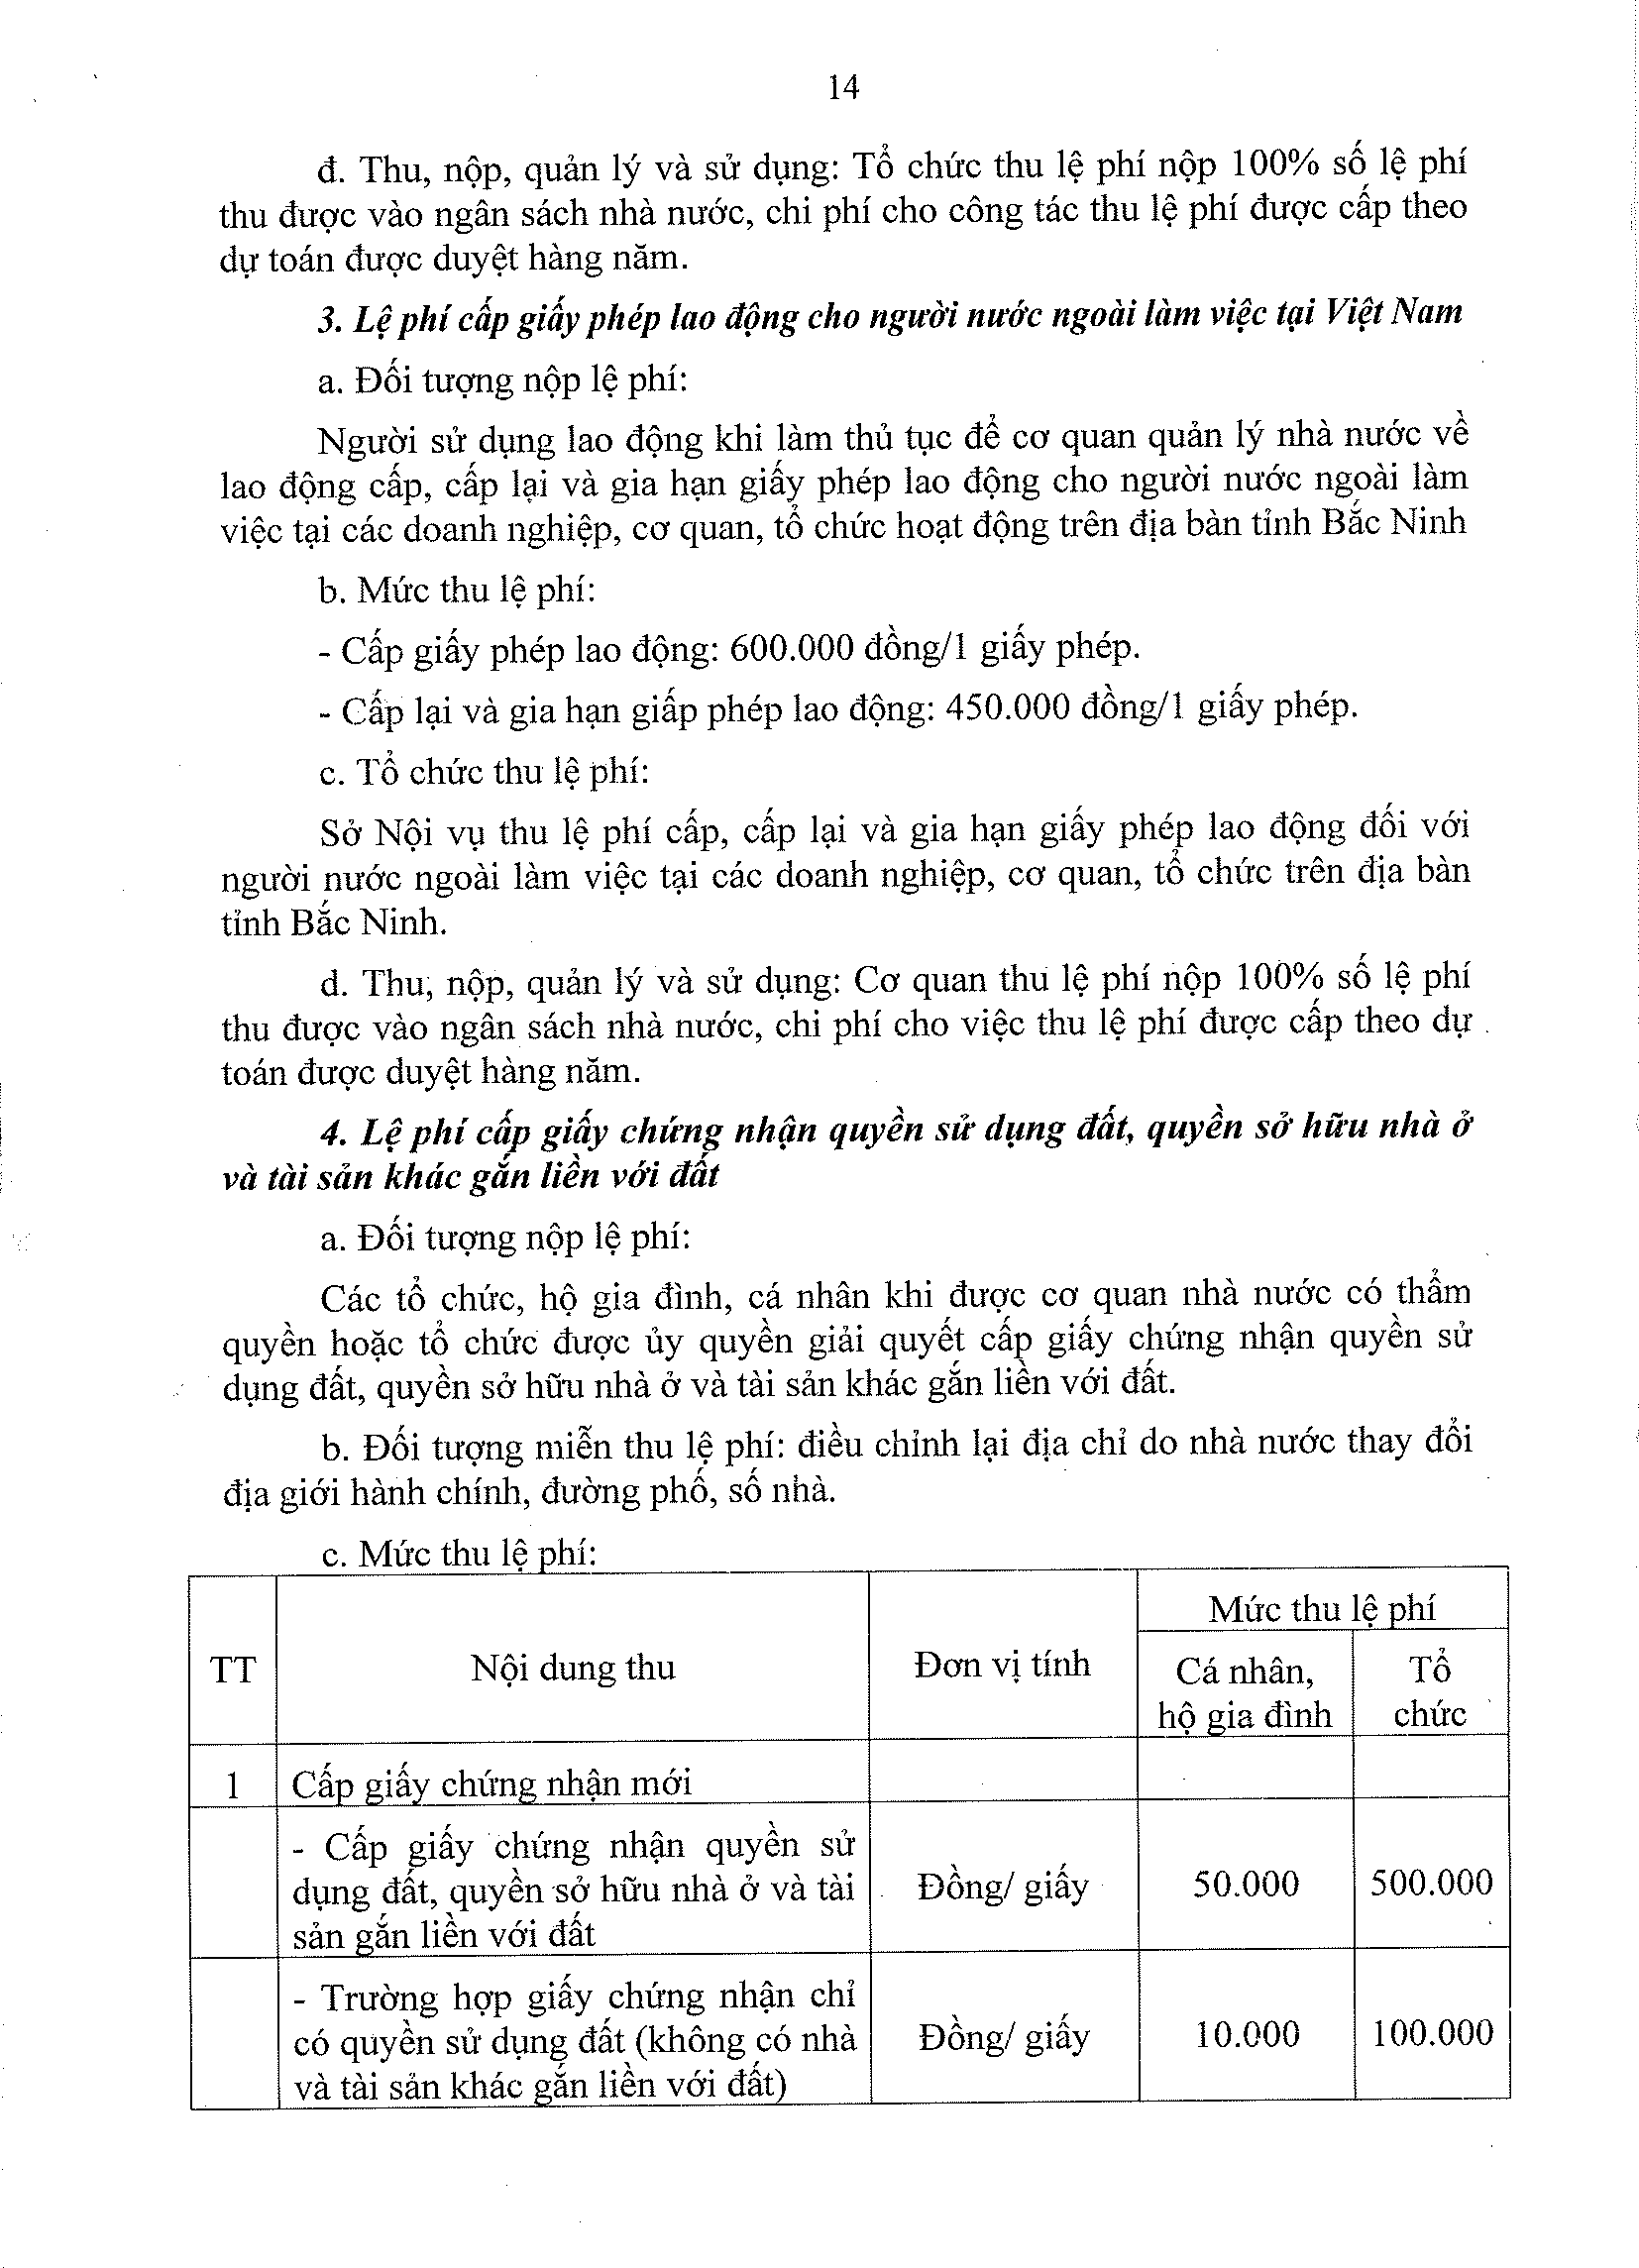 14
đ. Thu, nộp, quản lý và sử dụng: Tổ chức thu lệ phí nộp 100% số lệ phí
thu được vào ngân sách nhà nước, chi phí cho công tác thu lệ phí được cấp theo
dự toán được duyệt hàng năm.
3. Lệ phí cấp giấy phép lao động cho người nước ngoài làm việc tại Việt Nam
a. Đối tượng nộp lệ phí:
Người sử dụng lao động khi làm thủ tục để cơ quan quản lý nhà nước về
lao động cấp, cấp lại và gia hạn giấy phép lao động cho người nước ngoài làm
việc tại các doanh nghiệp, cơ quan, tổ chức hoạt động trên địa bàn tỉnh Bắc Ninh
b. Mức thu lệ phí:
- Cấp giấy phép lao động: 600.000 đồng/1 giấy phép.
- Cấp lại và gia hạn giấp phép lao động: 450.000 đồng/1 giấy phép.
c. Tổ chức thu lệ phí:
Sở Nội vụ thu lệ phí cấp, cấp lại và gia hạn giấy phép lao động đối với
người nước ngoài làm việc tại các doanh nghiệp, cơ quan, tổ chức trên địa bàn
tỉnh Bắc Ninh.
d. Thu, nộp, quản lý và sử dụng: Cơ quan thu lệ phí nộp 100% số lệ phí
thu được vào ngân sách nhà nước, chi phí cho việc thu lệ phí được cấp theo dự
toán được duyệt hàng năm.
4. Lệ phí cấp giấy chứng nhận quyền sử dụng đất, quyền sở hữu nhà ở
và tài sản khác gắn liền với đất
a. Đối tượng nộp lệ phí:
Các tổ chức, hộ gia đình, cá nhân khi được cơ quan nhà nước có thẩm
quyền hoặc tổ chức được ủy quyền giải quyết cấp giấy chứng nhận quyền sử
dụng đất, quyền sở hữu nhà ở và tài sản khác gắn liền với đất.
b. Đối tượng miễn thu lệ phí: điều chỉnh lại địa chỉ do nhà nước thay đổi
địa giới hành chính, đường phố, số nhà.
c. Mức thu lệ phí:
Mức thu lệ phí
TT Nội dung thu Đơn vị tính Cá nhân, Tổ
hộ gia đình chức
1 Cấp giấy chứng nhận mới
- Cấp giấy chứng nhận quyền sử
dụng đất, quyền sở hữu nhà ở và tài Đồng/ giấy 50.000 500.000
sản gắn liền với đất
- Trường hợp giấy chứng nhận chỉ
có quyền sử dụng đất (không có nhà Đồng/ giấy 10.000 100.000
và tài sản khác gắn liền với đất)